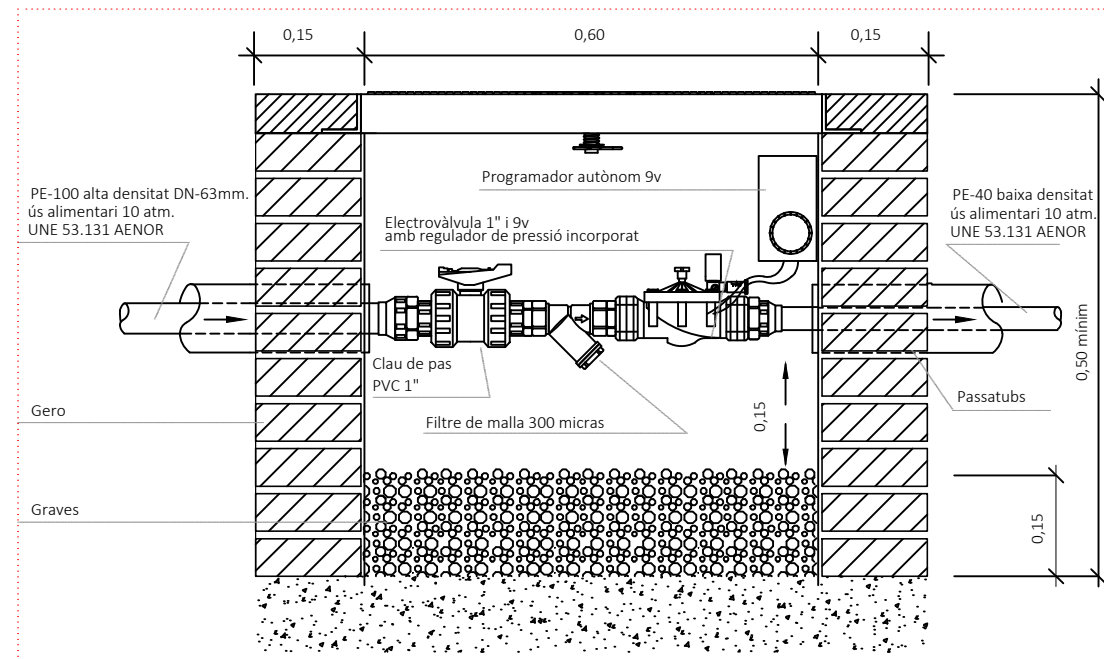 0,15
0,60
0,15
Programador autònom 9v
PE-100 alta densitat DN-63mm.
ús alimentari 10 atm.
UNE 53.131 AENOR
Electrovàlvula 1" i 9v
amb regulador de pressió incorporat
PE-40 baixa densitat
ús alimentari 10 atm.
UNE 53.131 AENOR
0,50 mínim
Clau de pas
PVC 1"
Passatubs
Gero
Filtre de malla 300 micras
0,15
Graves
0,15